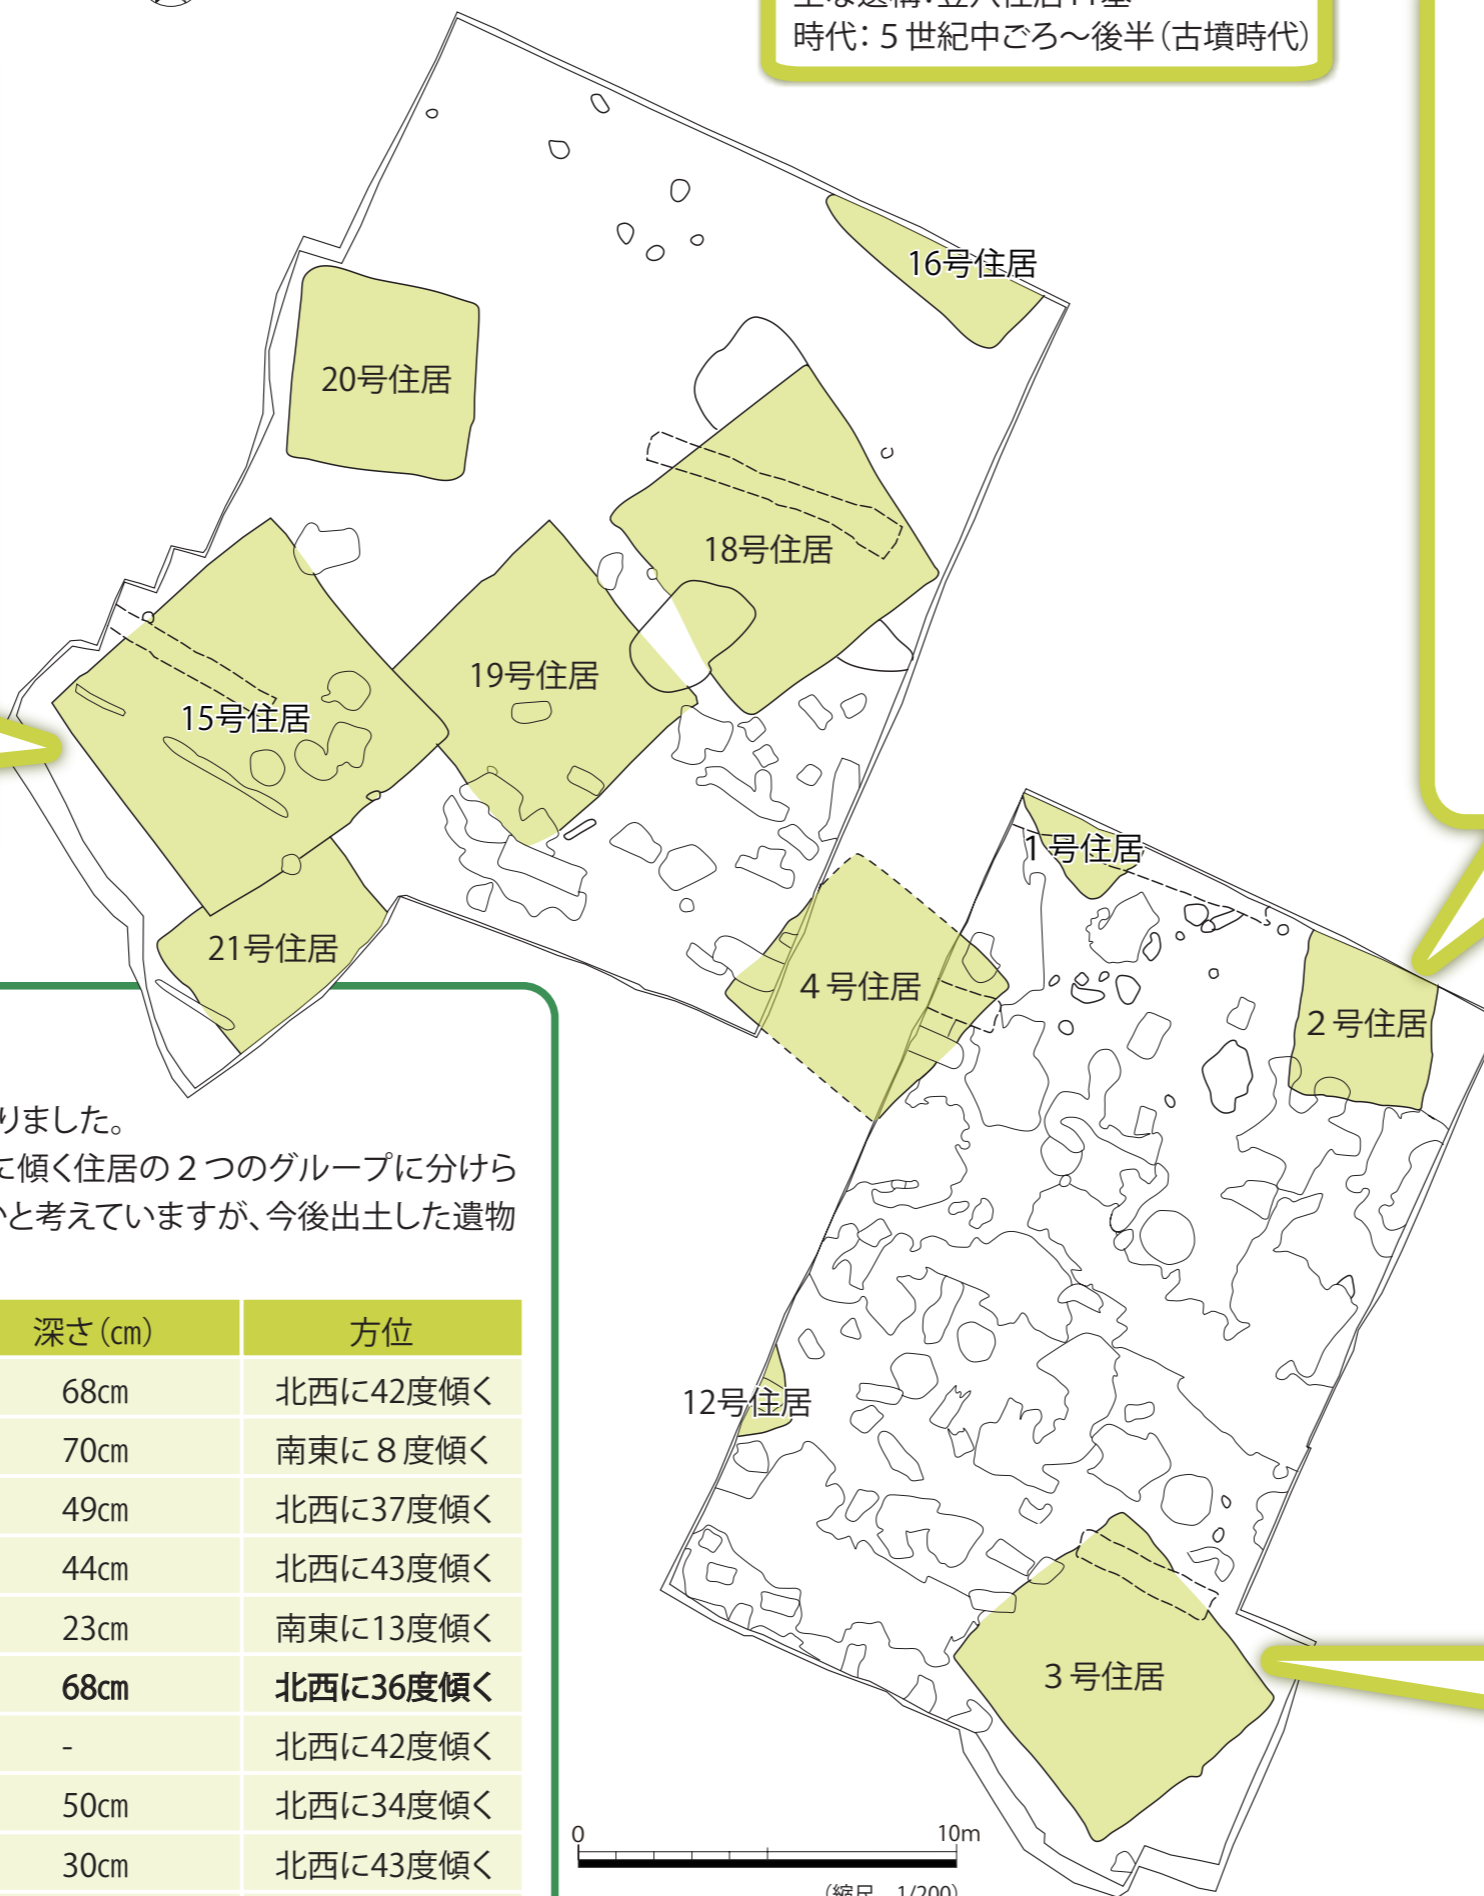 時代：５世紀中ごろ〜後半（古墳時代）
16号住居
20号住居
18号住居
19号住居
15号住居
21号住居
1号住居
4号住居
2号住居
12号住居
3号住居
りました。
に傾く住居の２つのグループに分けら
かと考えていますが、今後出土した遺物
深さ（㎝） 方位
68㎝ 北西に42度傾く
70㎝ 南東に８度傾く
49㎝ 北西に37度傾く
44㎝ 北西に43度傾く
23㎝ 南東に13度傾く
68㎝ 北西に36度傾く
- 北西に42度傾く
50㎝ 北西に34度傾く
30㎝ 北西に43度傾く
0 10m
（縮尺 1/200）